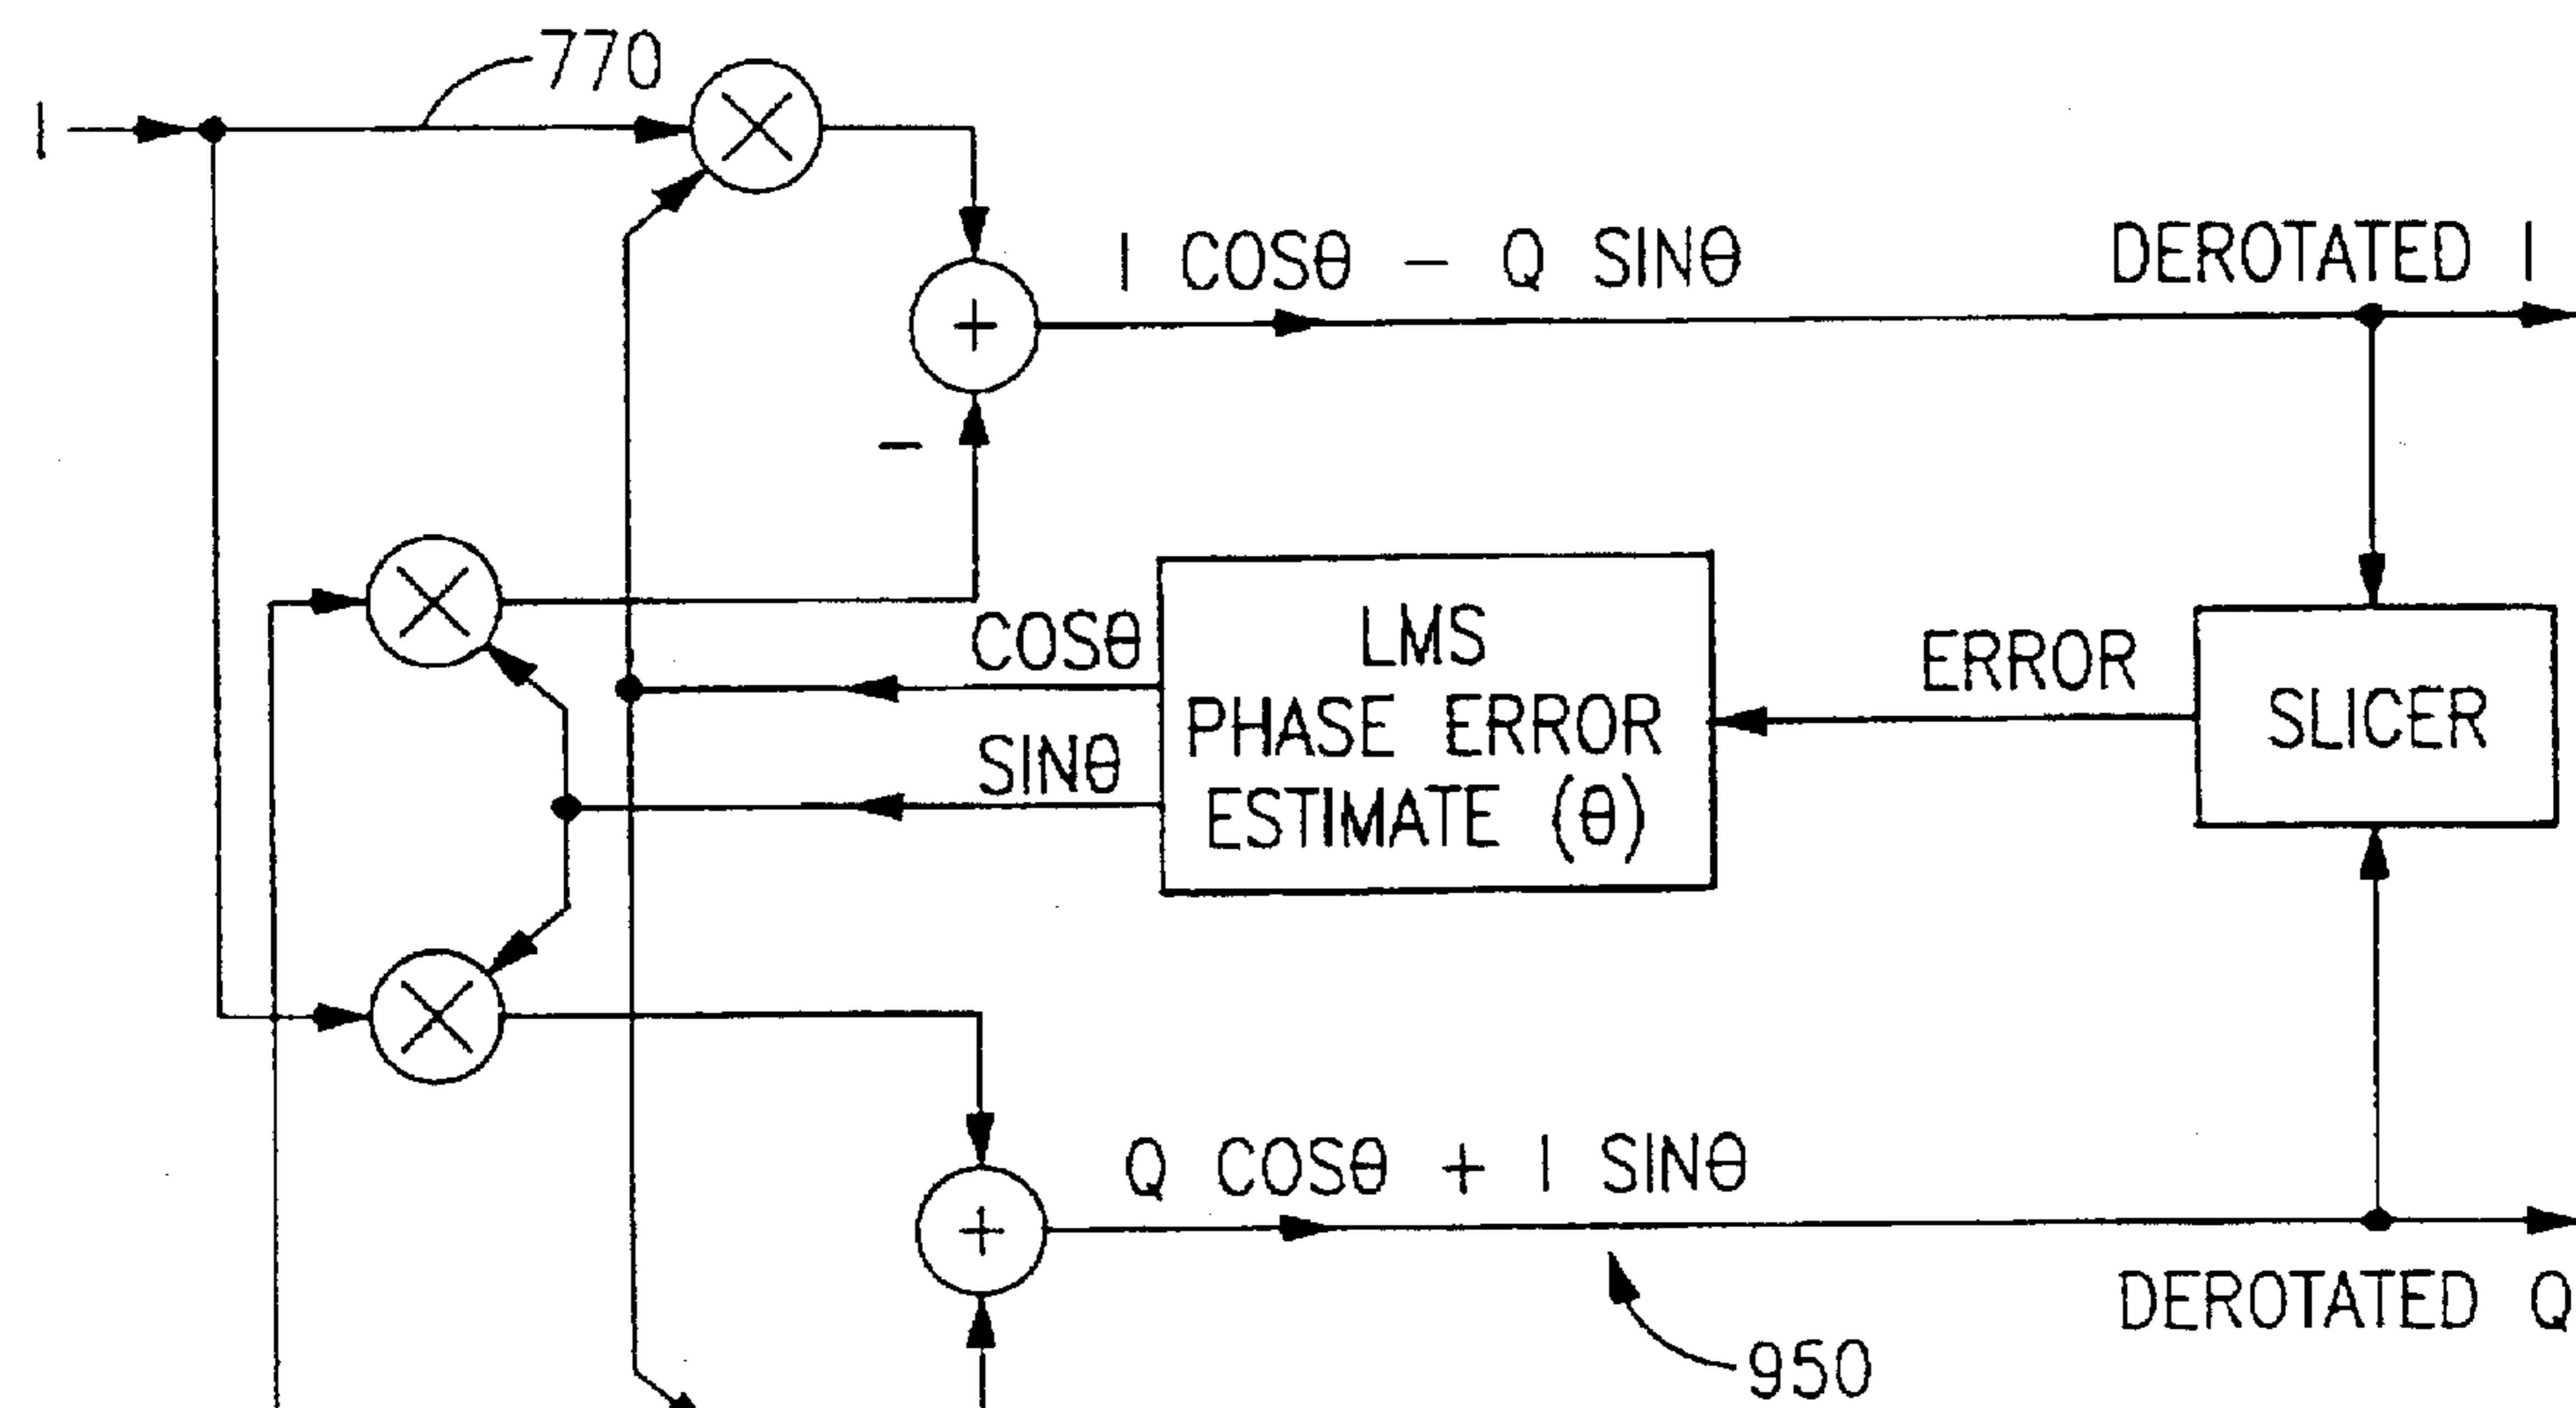 770
I
I COSθ − Q SINθ
DEROTATED I
−
COSθ
SINθ
LMS
PHASE ERROR
ESTIMATE (θ)
ERROR
SLICER
Q COSθ + I SINθ
DEROTATED Q
950